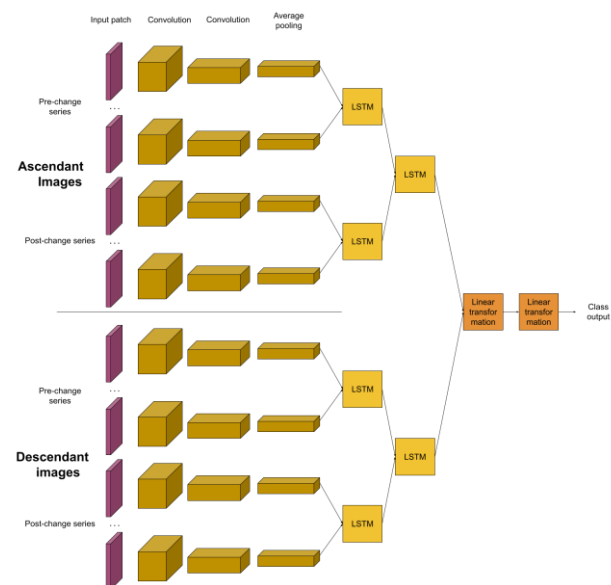 Input patch
Convolution
Convolution
Average
pooling
Pre-change
series
...
Ascendant
Images
Post-change series
...
LSTM
LSTM
LSTM
Pre-change
series
...
Descendant
images
Post-change series
...
LSTM
LSTM
LSTM
Linear
transfor
mation
Linear
transfor
mation
Class
output